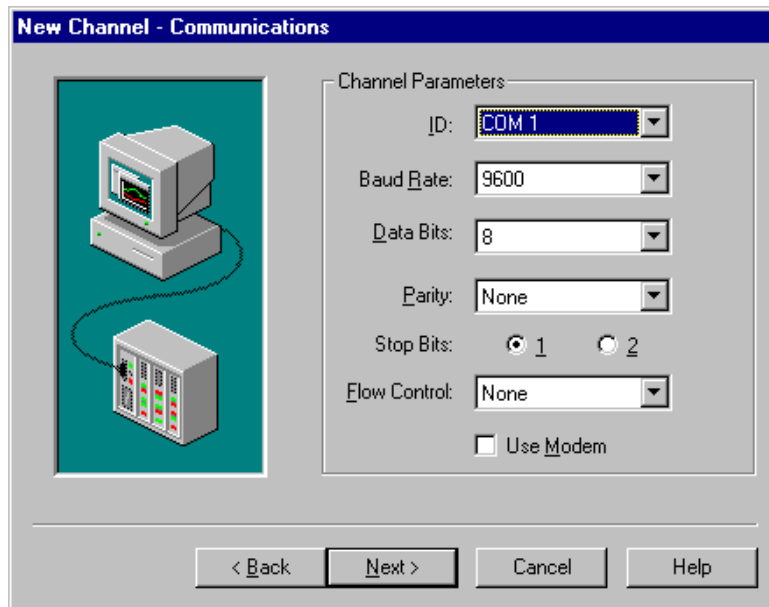 New Channel - Communications
Channel Parameters
ID: COM 1
Baud Rate: 9600
Data Bits: 8
Parity: None
Stop Bits: 1 2
Flow Control: None
Use Modem
< Back Next > Cancel Help